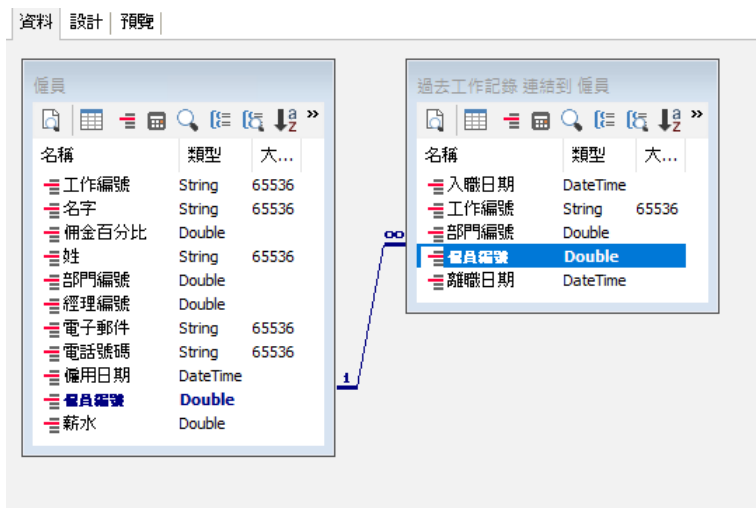 資料 設計 預覽
僱員
名稱 類型 大...
工作編號 String 65536
名字 String 65536
佣金百分比 Double
姓 String 65536
部門編號 Double
經理編號 Double
電子郵件 String 65536
電話號碼 String 65536
僱用日期 DateTime
僱員編號 Double
薪水 Double
1
∞
過去工作記錄 連結到 僱員
名稱 類型 大...
入職日期 DateTime
工作編號 String 65536
部門編號 Double
僱員編號 Double
離職日期 DateTime